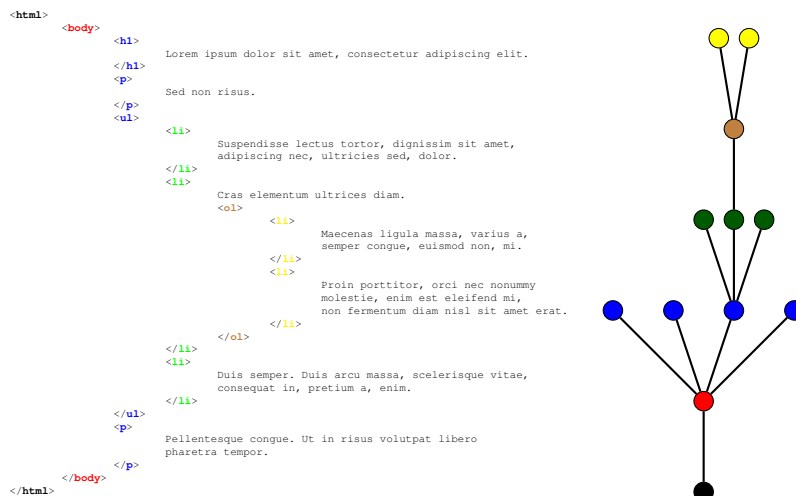 <html>
<body>
<h1>
Lorem ipsum dolor sit amet, consectetur adipiscing elit.
</h1>
<p>
Sed non risus.
</p>
<ul>
<li>
Suspendisse lectus tortor, dignissim sit amet,
adipiscing nec, ultricies sed, dolor.
</li>
<li>
Cras elementum ultrices diam.
<ol>
<li>
Maecenas ligula massa, varius a,
semper congue, euismod non, mi.
</li>
<li>
Proin porttitor, orci nec nonummy
molestie, enim est eleifend mi,
non fermentum diam nisl sit amet erat.
</li>
</ol>
</li>
<li>
Duis semper. Duis arcu massa, scelerisque vitae,
consequat in, pretium a, enim.
</li>
</ul>
<p>
Pellentesque congue. Ut in risus volutpat libero
pharetra tempor.
</p>
</body>
</html>